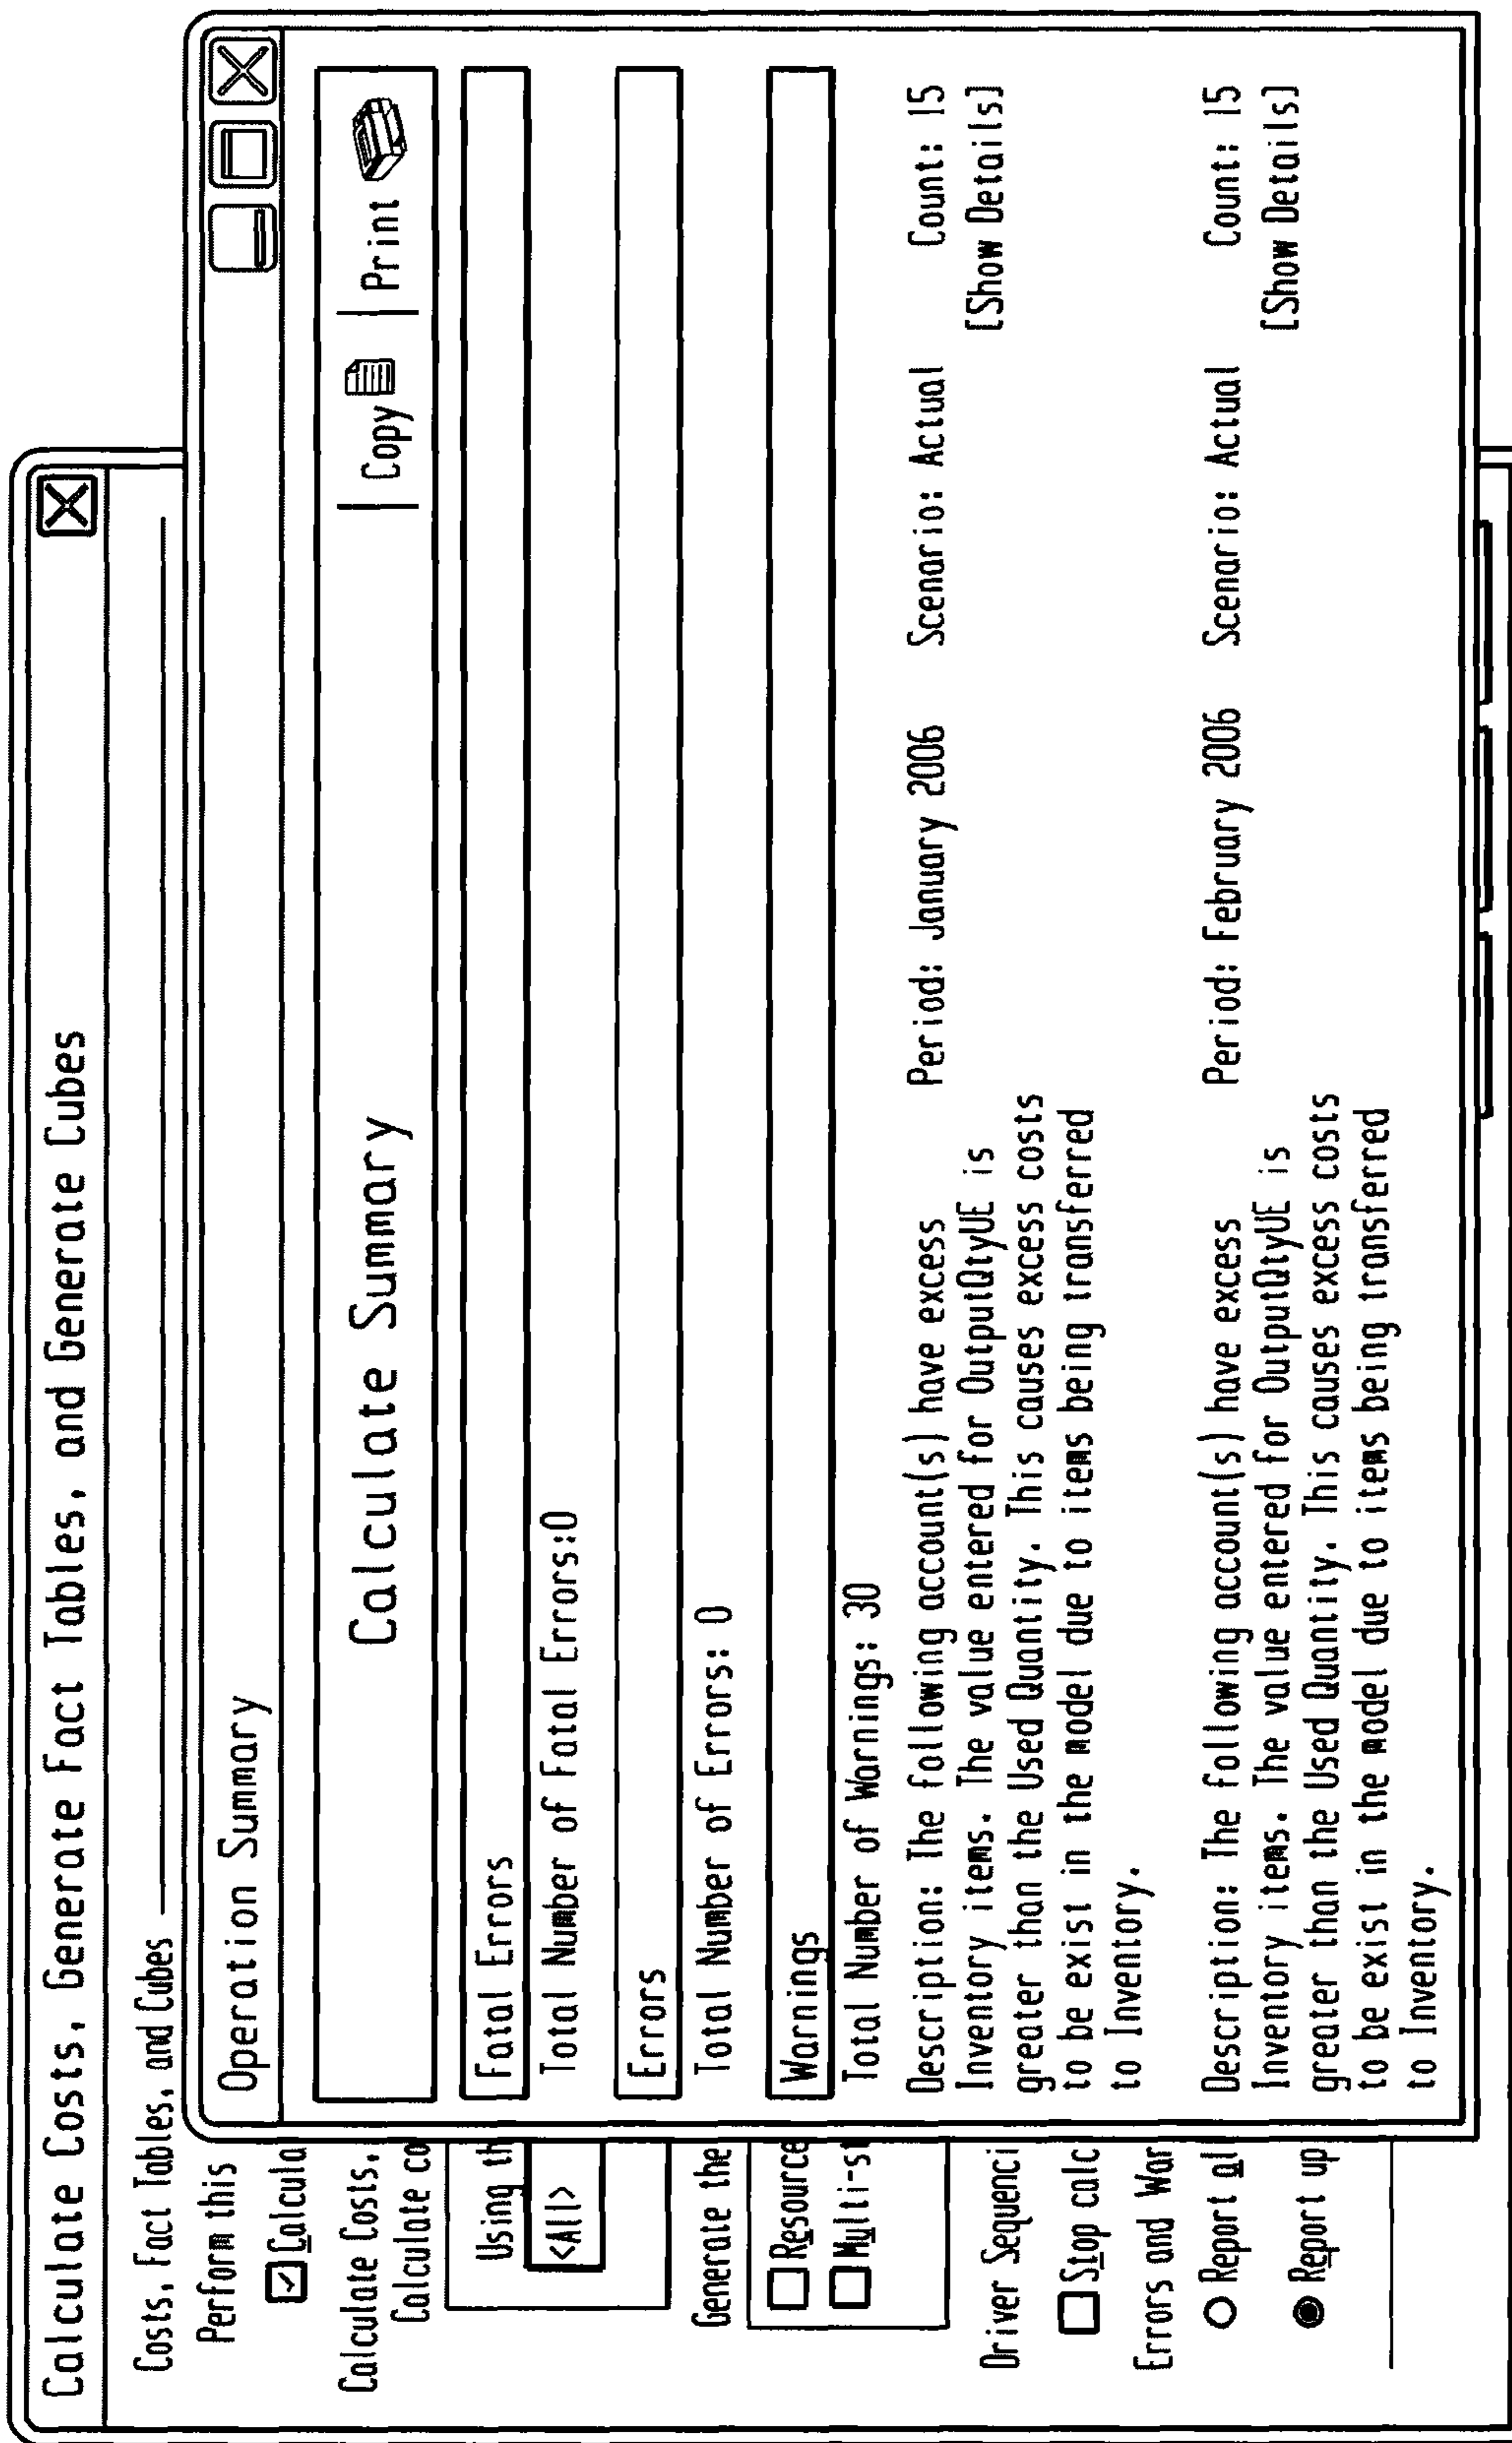 Calculate Costs, Generate Fact Tables, and Generate Cubes
Costs, Fact Tables, and Cubes
Perform this
Calcula
Calculate Costs,
Calculate co
Using th
<All>
Generate the
Resource
Multi-st
Driver Sequenci
Stop calc
Errors and War
Report al
Report up
Operation Summary
Calculate Summary | Copy | Print
Fatal Errors
Total Number of Fatal Errors:0
Errors
Total Number of Errors: 0
Warnings
Total Number of Warnings: 30
Description: The following account(s) have excess Period: January 2006 Scenario: Actual Count: 15
Inventory items. The value entered for OutputQtyUE is [Show Details]
greater than the Used Quantity. This causes excess costs
to be exist in the model due to items being transferred
to Inventory.
Description: The following account(s) have excess Period: February 2006 Scenario: Actual Count: 15
Inventory items. The value entered for OutputQtyUE is [Show Details]
greater than the Used Quantity. This causes excess costs
to be exist in the model due to items being transferred
to Inventory.